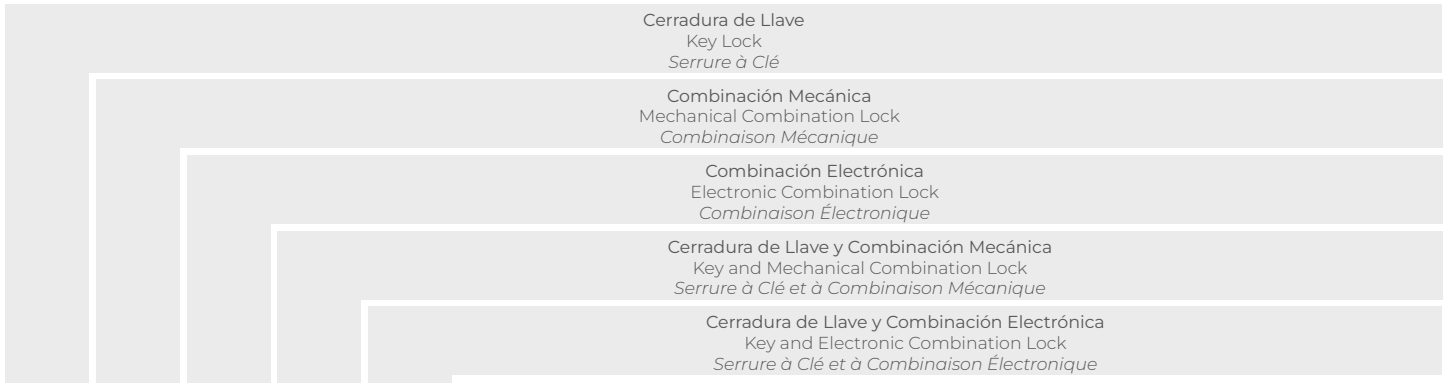 Cerradura de Llave
Key Lock
Serrure à Clé
Combinación Mecánica
Mechanical Combination Lock
Combinaison Mécanique
Combinación Electrónica
Electronic Combination Lock
Combinaison Électronique
Cerradura de Llave y Combinación Mecánica
Key and Mechanical Combination Lock
Serrure à Clé et à Combinaison Mécanique
Cerradura de Llave y Combinación Electrónica
Key and Electronic Combination Lock
Serrure à Clé et à Combinaison Électronique